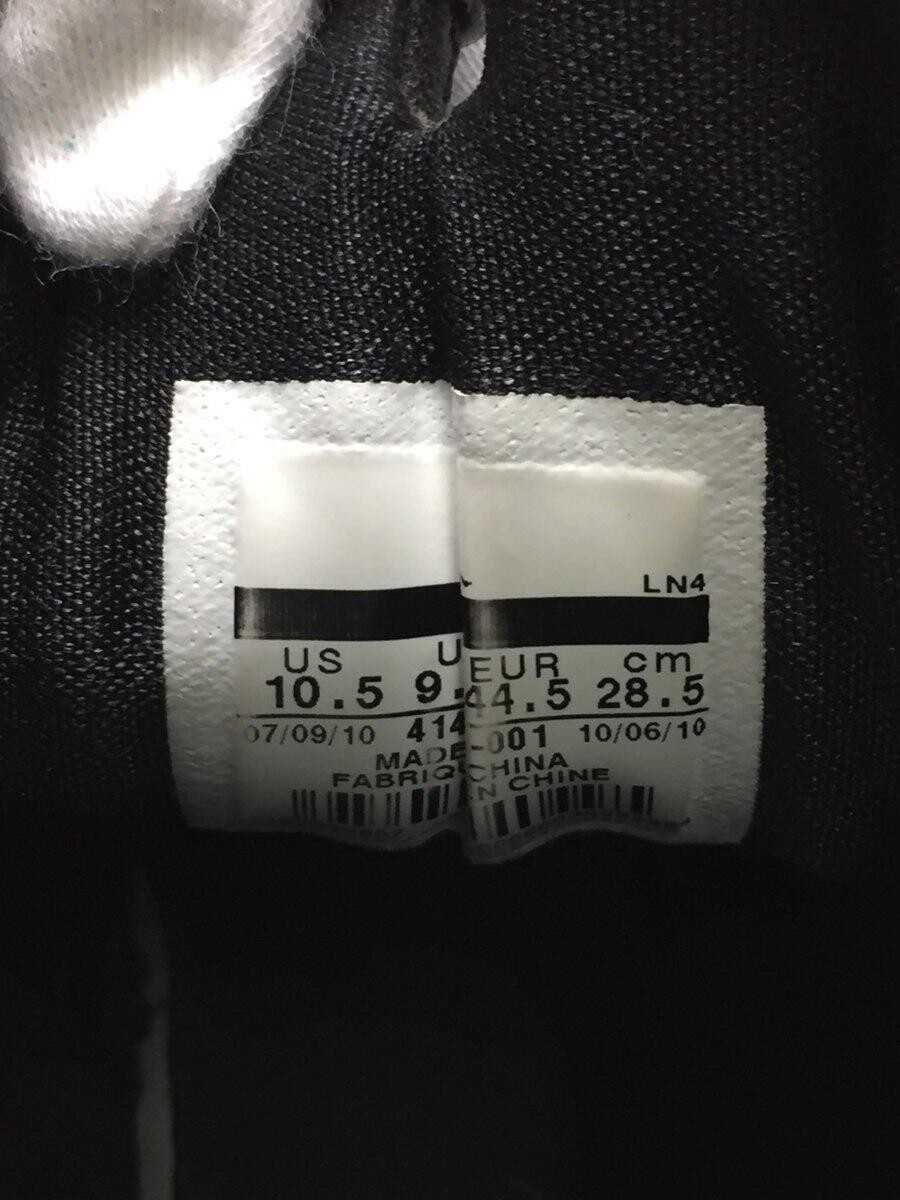 LN4
US U EUR cm
10.5 9. 44.5 28.5
07/09/10 414 -001 10/06/10
MADE CHINA
FABRIQ N CHINE